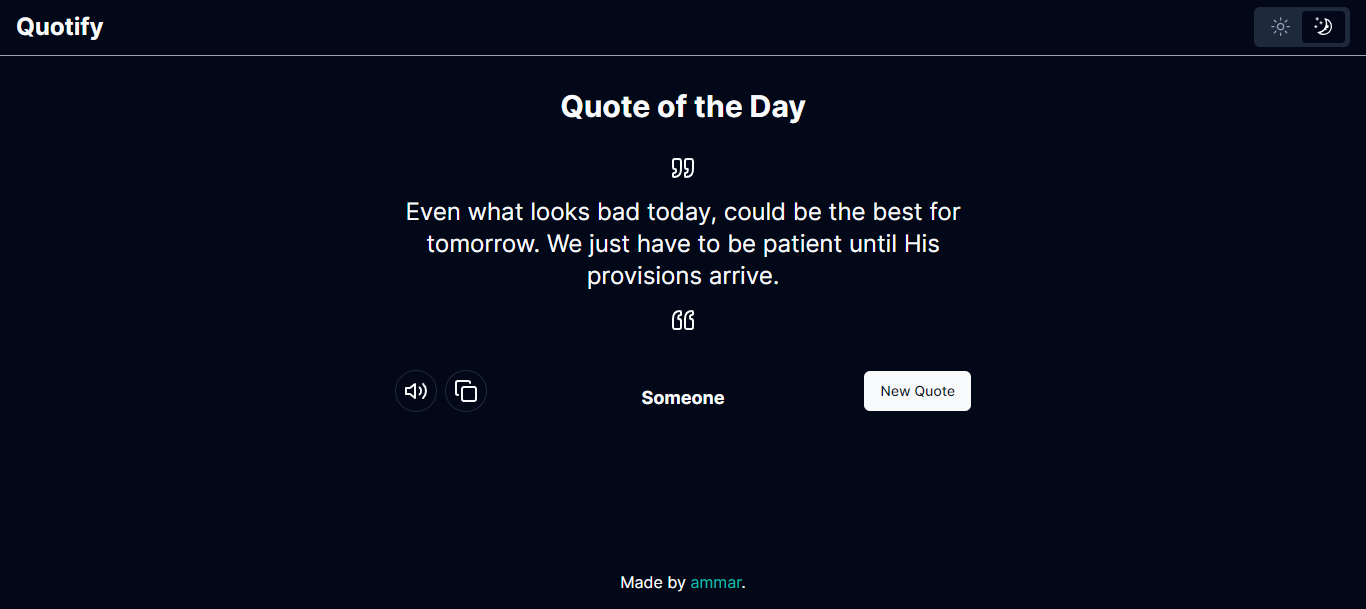 Quotify
Quote of the Day
Even what looks bad today, could be the best for
tomorrow. We just have to be patient until His
provisions arrive.
Someone
New Quote
Made by ammar.